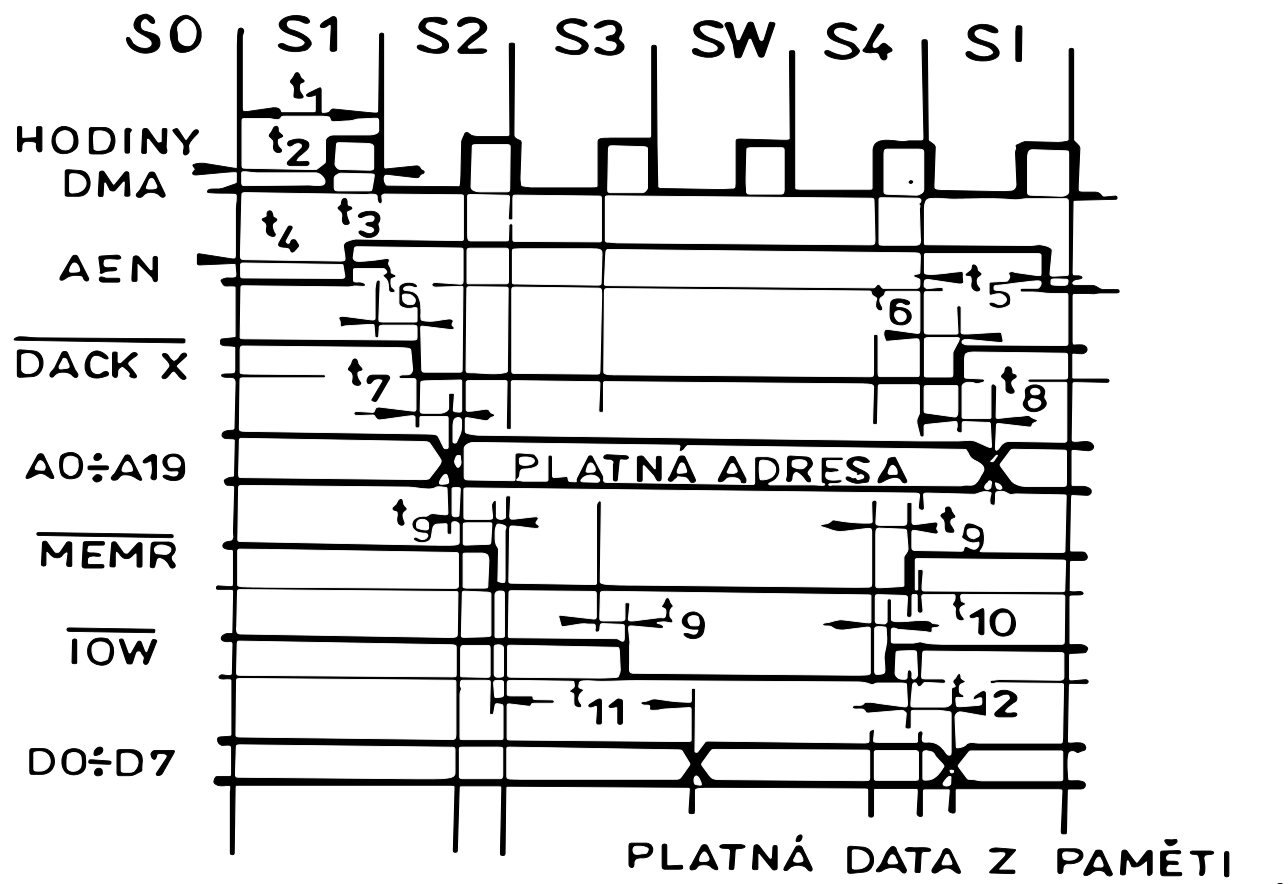 S0 S1 S2 S3 SW S4 SI
t1
HODINY t2
DMA
t3
t4
AEN t6 t5
t6
DACK X
t7 t8
A0÷A19 PLATNÁ ADRESA
t9 t9
MEMR
t9 t10
IOW
t11 t12
D0÷D7
PLATNÁ DATA Z PAMĚTI